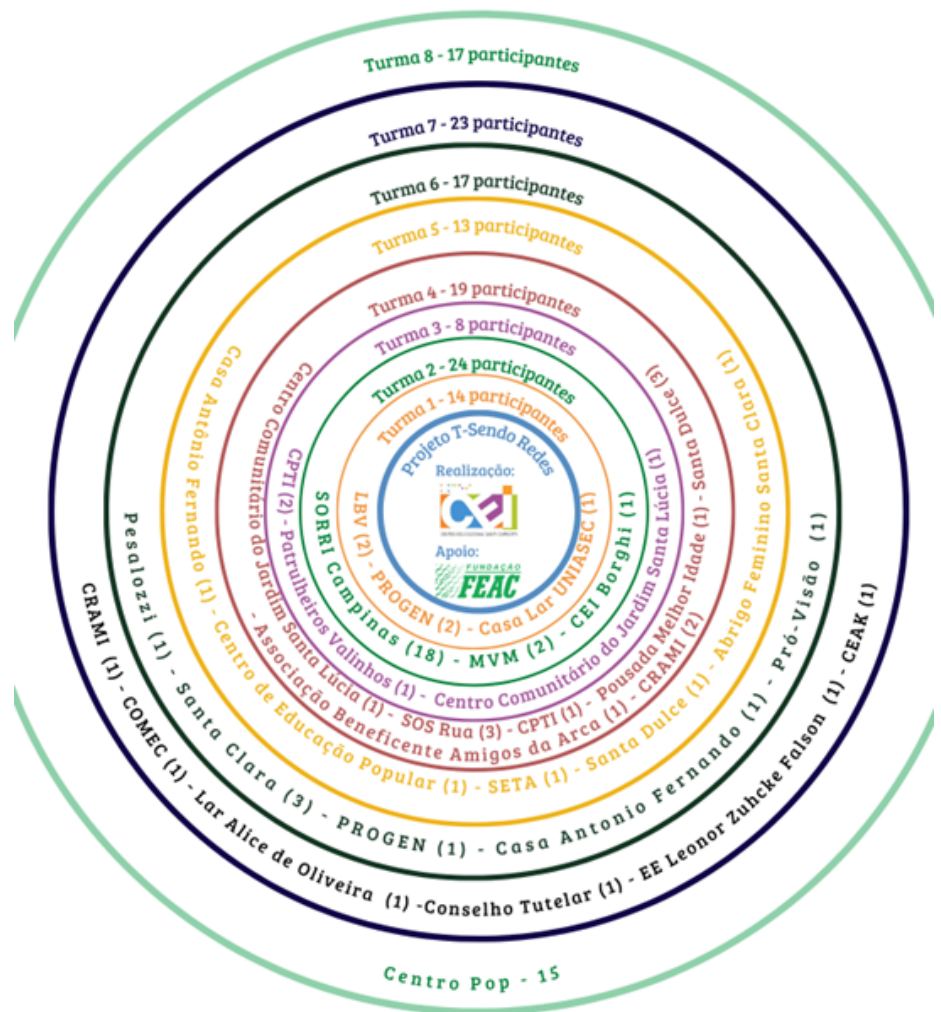 Turma 8 - 17 participantes
Turma 7 - 23 participantes
Turma 6 - 17 participantes
Turma 5 - 13 participantes
Turma 4 - 19 participantes
Turma 3 - 8 participantes
Turma 2 - 24 participantes
Turma 1 - 14 participantes
Projeto T-Sendo Redes
Realização:
Apoio:
FUNDAÇÃO
FEAC
LBV (2) - PROGEN (2) - Casa Lar UNIASEC (1)
SORRI Campinas (18) - MVM (2) - CEI Borghi (1)
CPTI (2) - Patrulheiros Valinhos (1) - Centro Comunitário do Jardim Santa Lúcia (1)
Centro Comunitário do Jardim Santa Lúcia (1) - SOS Rua (3) - CPTI (1) - Pousada Melhor Idade (1) - Santa Dulce (3)
- Associação Beneficente Amigos da Arca (1) - CRAMI (2)
Casa Antônio Fernando (1) - Centro de Educação Popular (1) - SETA (1) - Santa Dulce (1) - Abrigo Feminino Santa Clara (1)
Pesalozzi (1) - Santa Clara (3) - PROGEN (1) - Casa Antonio Fernando (1) - Pró-Visão (1)
CRAMI (1) - COMEC (1) - Lar Alice de Oliveira (1) -Conselho Tutelar (1) - EE Leonor Zuhcke Falson (1) - CEAK (1)
Centro Pop - 15